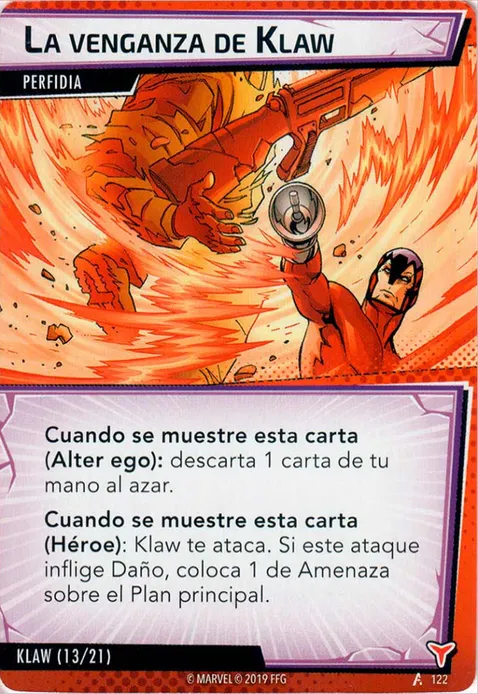 La venganza de Klaw
PERFIDIA
Cuando se muestre esta carta
(Alter ego): descarta 1 carta de tu
mano al azar.
Cuando se muestre esta carta
(Héroe): Klaw te ataca. Si este ataque
inflige Daño, coloca 1 de Amenaza
sobre el Plan principal.
KLAW (13/21)
© MARVEL © 2019 FFG
122